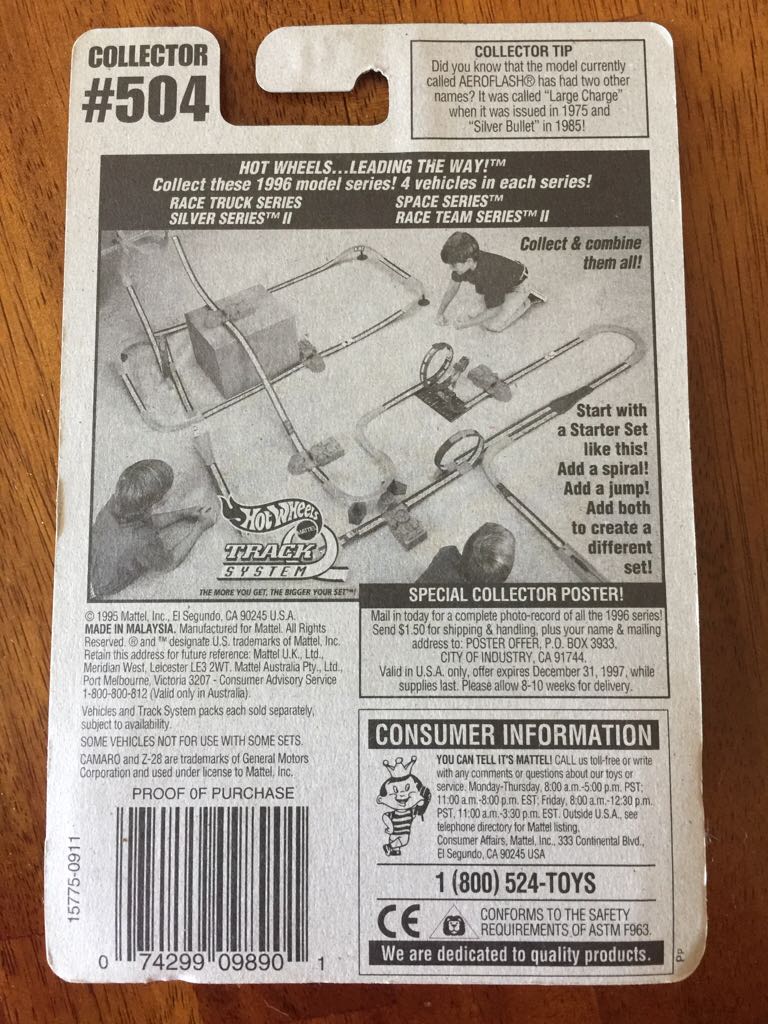 COLLECTOR
#504
COLLECTOR TIP
Did you know that the model currently
called AEROFLASH® has had two other
names? It was called "Large Charge"
when it was issued in 1975 and
"Silver Bullet" in 1985!
HOT WHEELS...LEADING THE WAY!™
Collect these 1996 model series! 4 vehicles in each series!
RACE TRUCK SERIES
SILVER SERIES™ II
SPACE SERIES™
RACE TEAM SERIES™ II
Collect & combine
them all!
Start with
a Starter Set
like this!
Add a spiral!
Add a jump!
Add both
to create a
different
set!
HOT WHEELS
MATTEL
TRACK
SYSTEM
THE MORE YOU GET, THE BIGGER YOUR SET™!
© 1995 Mattel, Inc., El Segundo, CA 90245 U.S.A.
MADE IN MALAYSIA. Manufactured for Mattel. All Rights
Reserved. ® and ™ designate U.S. trademarks of Mattel, Inc.
Retain this address for future reference: Mattel U.K., Ltd.,
Meridian West, Leicester LE3 2WT. Mattel Australia Pty., Ltd.,
Port Melbourne, Victoria 3207 - Consumer Advisory Service
1-800-800-812 (Valid only in Australia).
Vehicles and Track System packs each sold separately,
subject to availability.
SOME VEHICLES NOT FOR USE WITH SOME SETS.
CAMARO and Z-28 are trademarks of General Motors
Corporation and used under license to Mattel, Inc.
PROOF OF PURCHASE
15775-0911
0 74299 09890 1
SPECIAL COLLECTOR POSTER!
Mail in today for a complete photo-record of all the 1996 series!
Send $1.50 for shipping & handling, plus your name & mailing
address to: POSTER OFFER, P.O. BOX 3933,
CITY OF INDUSTRY, CA 91744.
Valid in U.S.A. only, offer expires December 31, 1997, while
supplies last. Please allow 8-10 weeks for delivery.
CONSUMER INFORMATION
YOU CAN TELL IT'S MATTEL! CALL us toll-free or write
with any comments or questions about our toys or
service. Monday-Thursday, 8:00 a.m.-5:00 p.m. PST;
11:00 a.m.-8:00 p.m. EST; Friday, 8:00 a.m.-12:30 p.m.
PST, 11:00 a.m.-3:30 p.m. EST. Outside U.S.A., see
telephone directory for Mattel listing.
Consumer Affairs, Mattel, Inc., 333 Continental Blvd.,
El Segundo, CA 90245 USA
1 (800) 524-TOYS
CE
CONFORMS TO THE SAFETY
REQUIREMENTS OF ASTM F963.
We are dedicated to quality products.
Pp